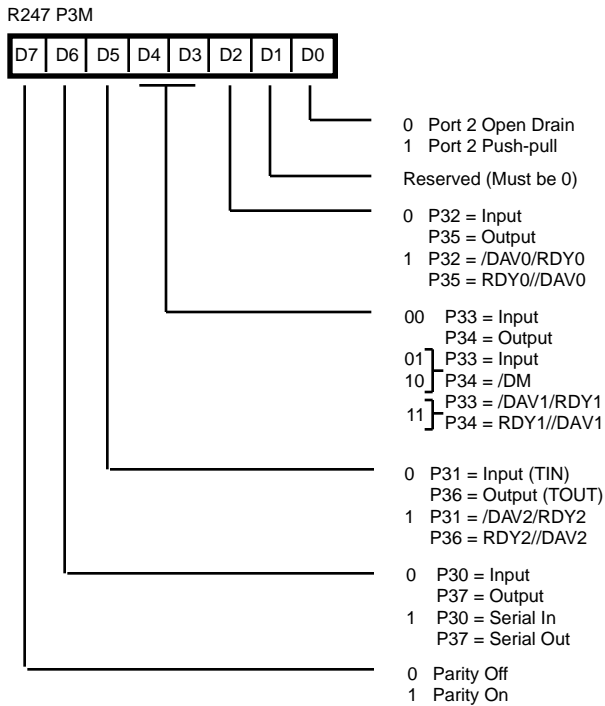 R247 P3M
D7 D6 D5 D4 D3 D2 D1 D0
0 Port 2 Open Drain
1 Port 2 Push-pull
Reserved (Must be 0)
0 P32 = Input
P35 = Output
1 P32 = /DAV0/RDY0
P35 = RDY0//DAV0
00 P33 = Input
P34 = Output
01 P33 = Input
10 P34 = /DM
11 P33 = /DAV1/RDY1
P34 = RDY1//DAV1
0 P31 = Input (TIN)
P36 = Output (TOUT)
1 P31 = /DAV2/RDY2
P36 = RDY2//DAV2
0 P30 = Input
P37 = Output
1 P30 = Serial In
P37 = Serial Out
0 Parity Off
1 Parity On